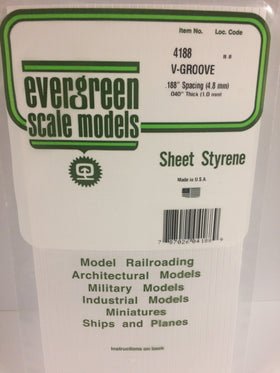 Item No. Loc. Code
4188
V-GROOVE
.188" Spacing (4.8 mm)
.040" Thick (1.0 mm)
evergreen
scale models
Sheet Styrene
Made in U.S.A.
Model Railroading
Architectural Models
Military Models
Industrial Models
Miniatures
Ships and Planes
Instructions on back